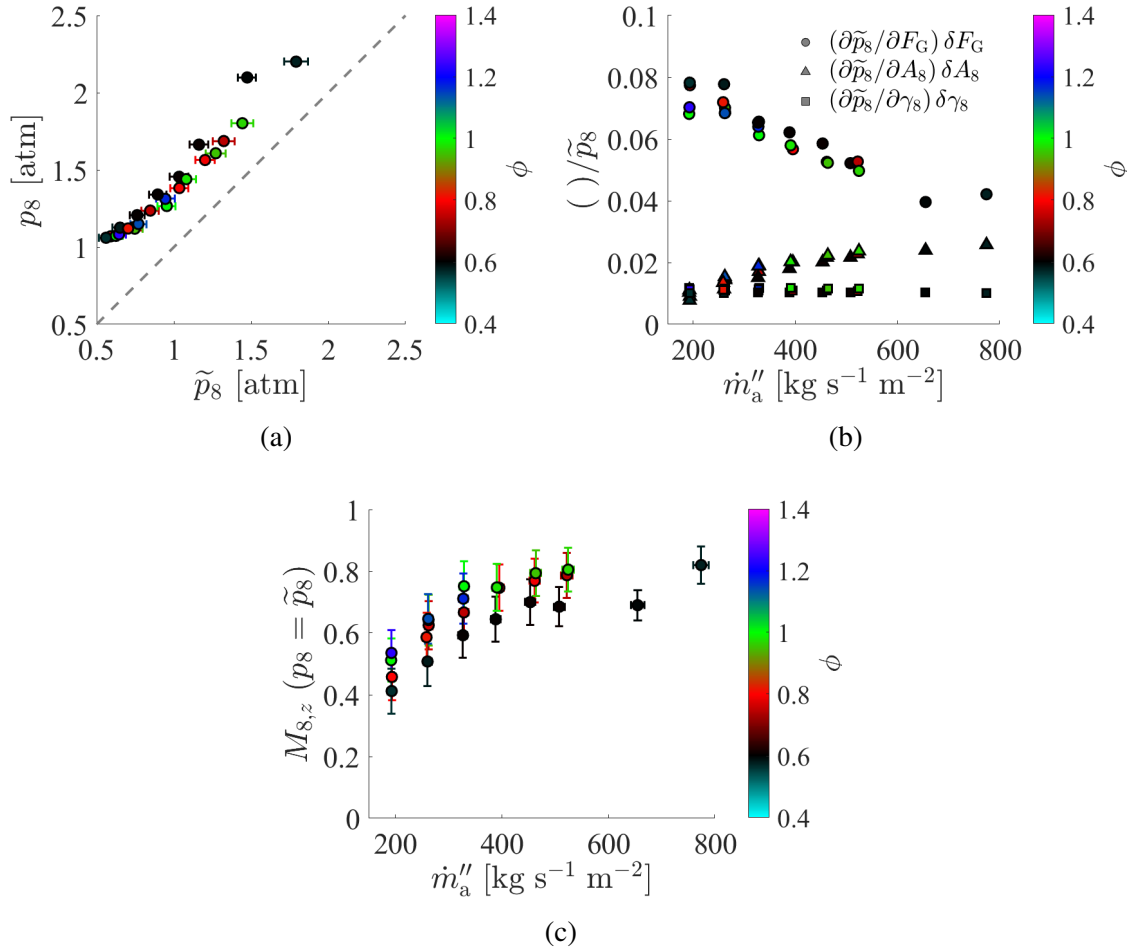 2.5
2
1.5
1
0.5
0.5 1 1.5 2 2.5
p₈ [atm]
p̃₈ [atm]
1.4
1.2
1
0.8
0.6
0.4
ϕ
(a)
0.1
0.08
0.06
0.04
0.02
0
200 400 600 800
( )/p̃₈
ṁ″ₐ [kg s⁻¹ m⁻²]
(∂p̃₈/∂F_G) δF_G
(∂p̃₈/∂A₈) δA₈
(∂p̃₈/∂γ₈) δγ₈
1.4
1.2
1
0.8
0.6
0.4
ϕ
(b)
1
0.8
0.6
0.4
0.2
0
200 400 600 800
M₈,z (p₈ = p̃₈)
ṁ″ₐ [kg s⁻¹ m⁻²]
1.4
1.2
1
0.8
0.6
0.4
ϕ
(c)